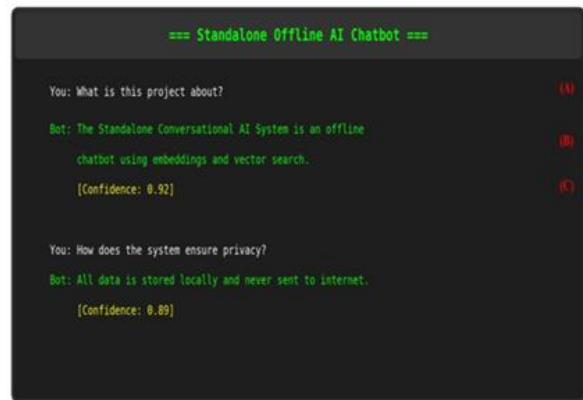 === Standalone Offline AI Chatbot ===
You: What is this project about? (A)
Bot: The Standalone Conversational AI System is an offline (B)
chatbot using embeddings and vector search.
[Confidence: 0.92] (C)
You: How does the system ensure privacy?
Bot: All data is stored locally and never sent to internet.
[Confidence: 0.89]